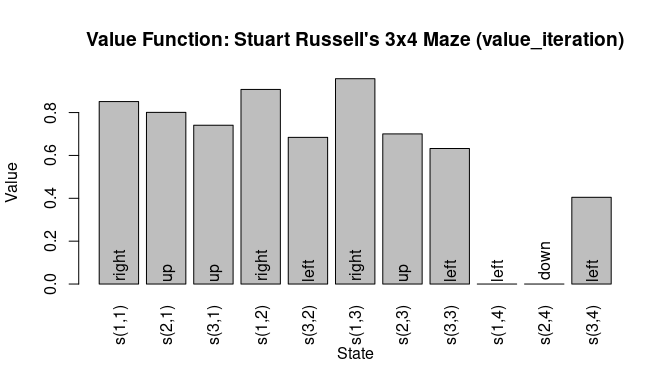 Value Function: Stuart Russell's 3x4 Maze (value_iteration)
Value
0.8
0.6
0.4
0.2
0.0
right
up
up
right
left
right
up
left
left
down
left
s(1,1)
s(2,1)
s(3,1)
s(1,2)
s(3,2)
s(1,3)
s(2,3)
s(3,3)
s(1,4)
s(2,4)
s(3,4)
State